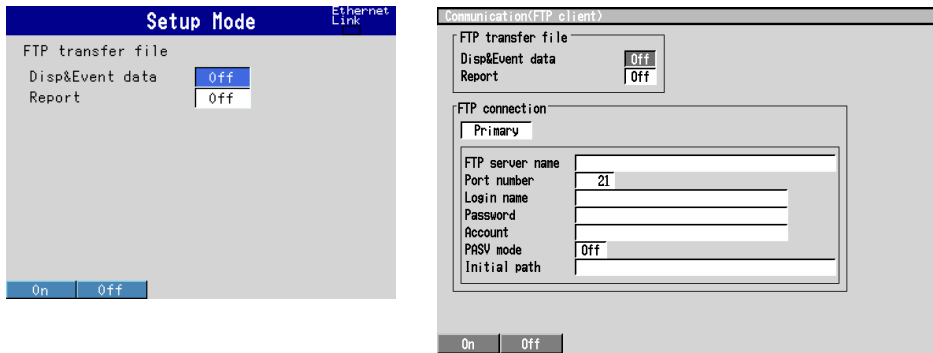 Setup Mode
Ethernet
Link
FTP transfer file
Disp&Event data Off
Report Off
On Off
Communication(FTP client)
FTP transfer file
Disp&Event data Off
Report Off
FTP connection
Primary
FTP server name
Port number 21
Login name
Password
Account
PASV mode Off
Initial path
On Off